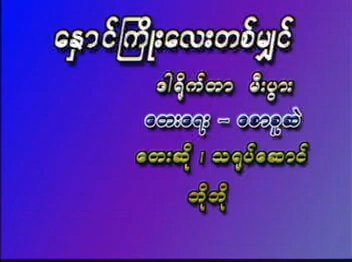 နှောင်ကြိုးလေးတစ်မျှင်
ဒါရိုက်တာ မီးပွား
တေးရေး - စောခူဆဲ
တေးဆို / သရုပ်ဆောင်
ဘိုဘို